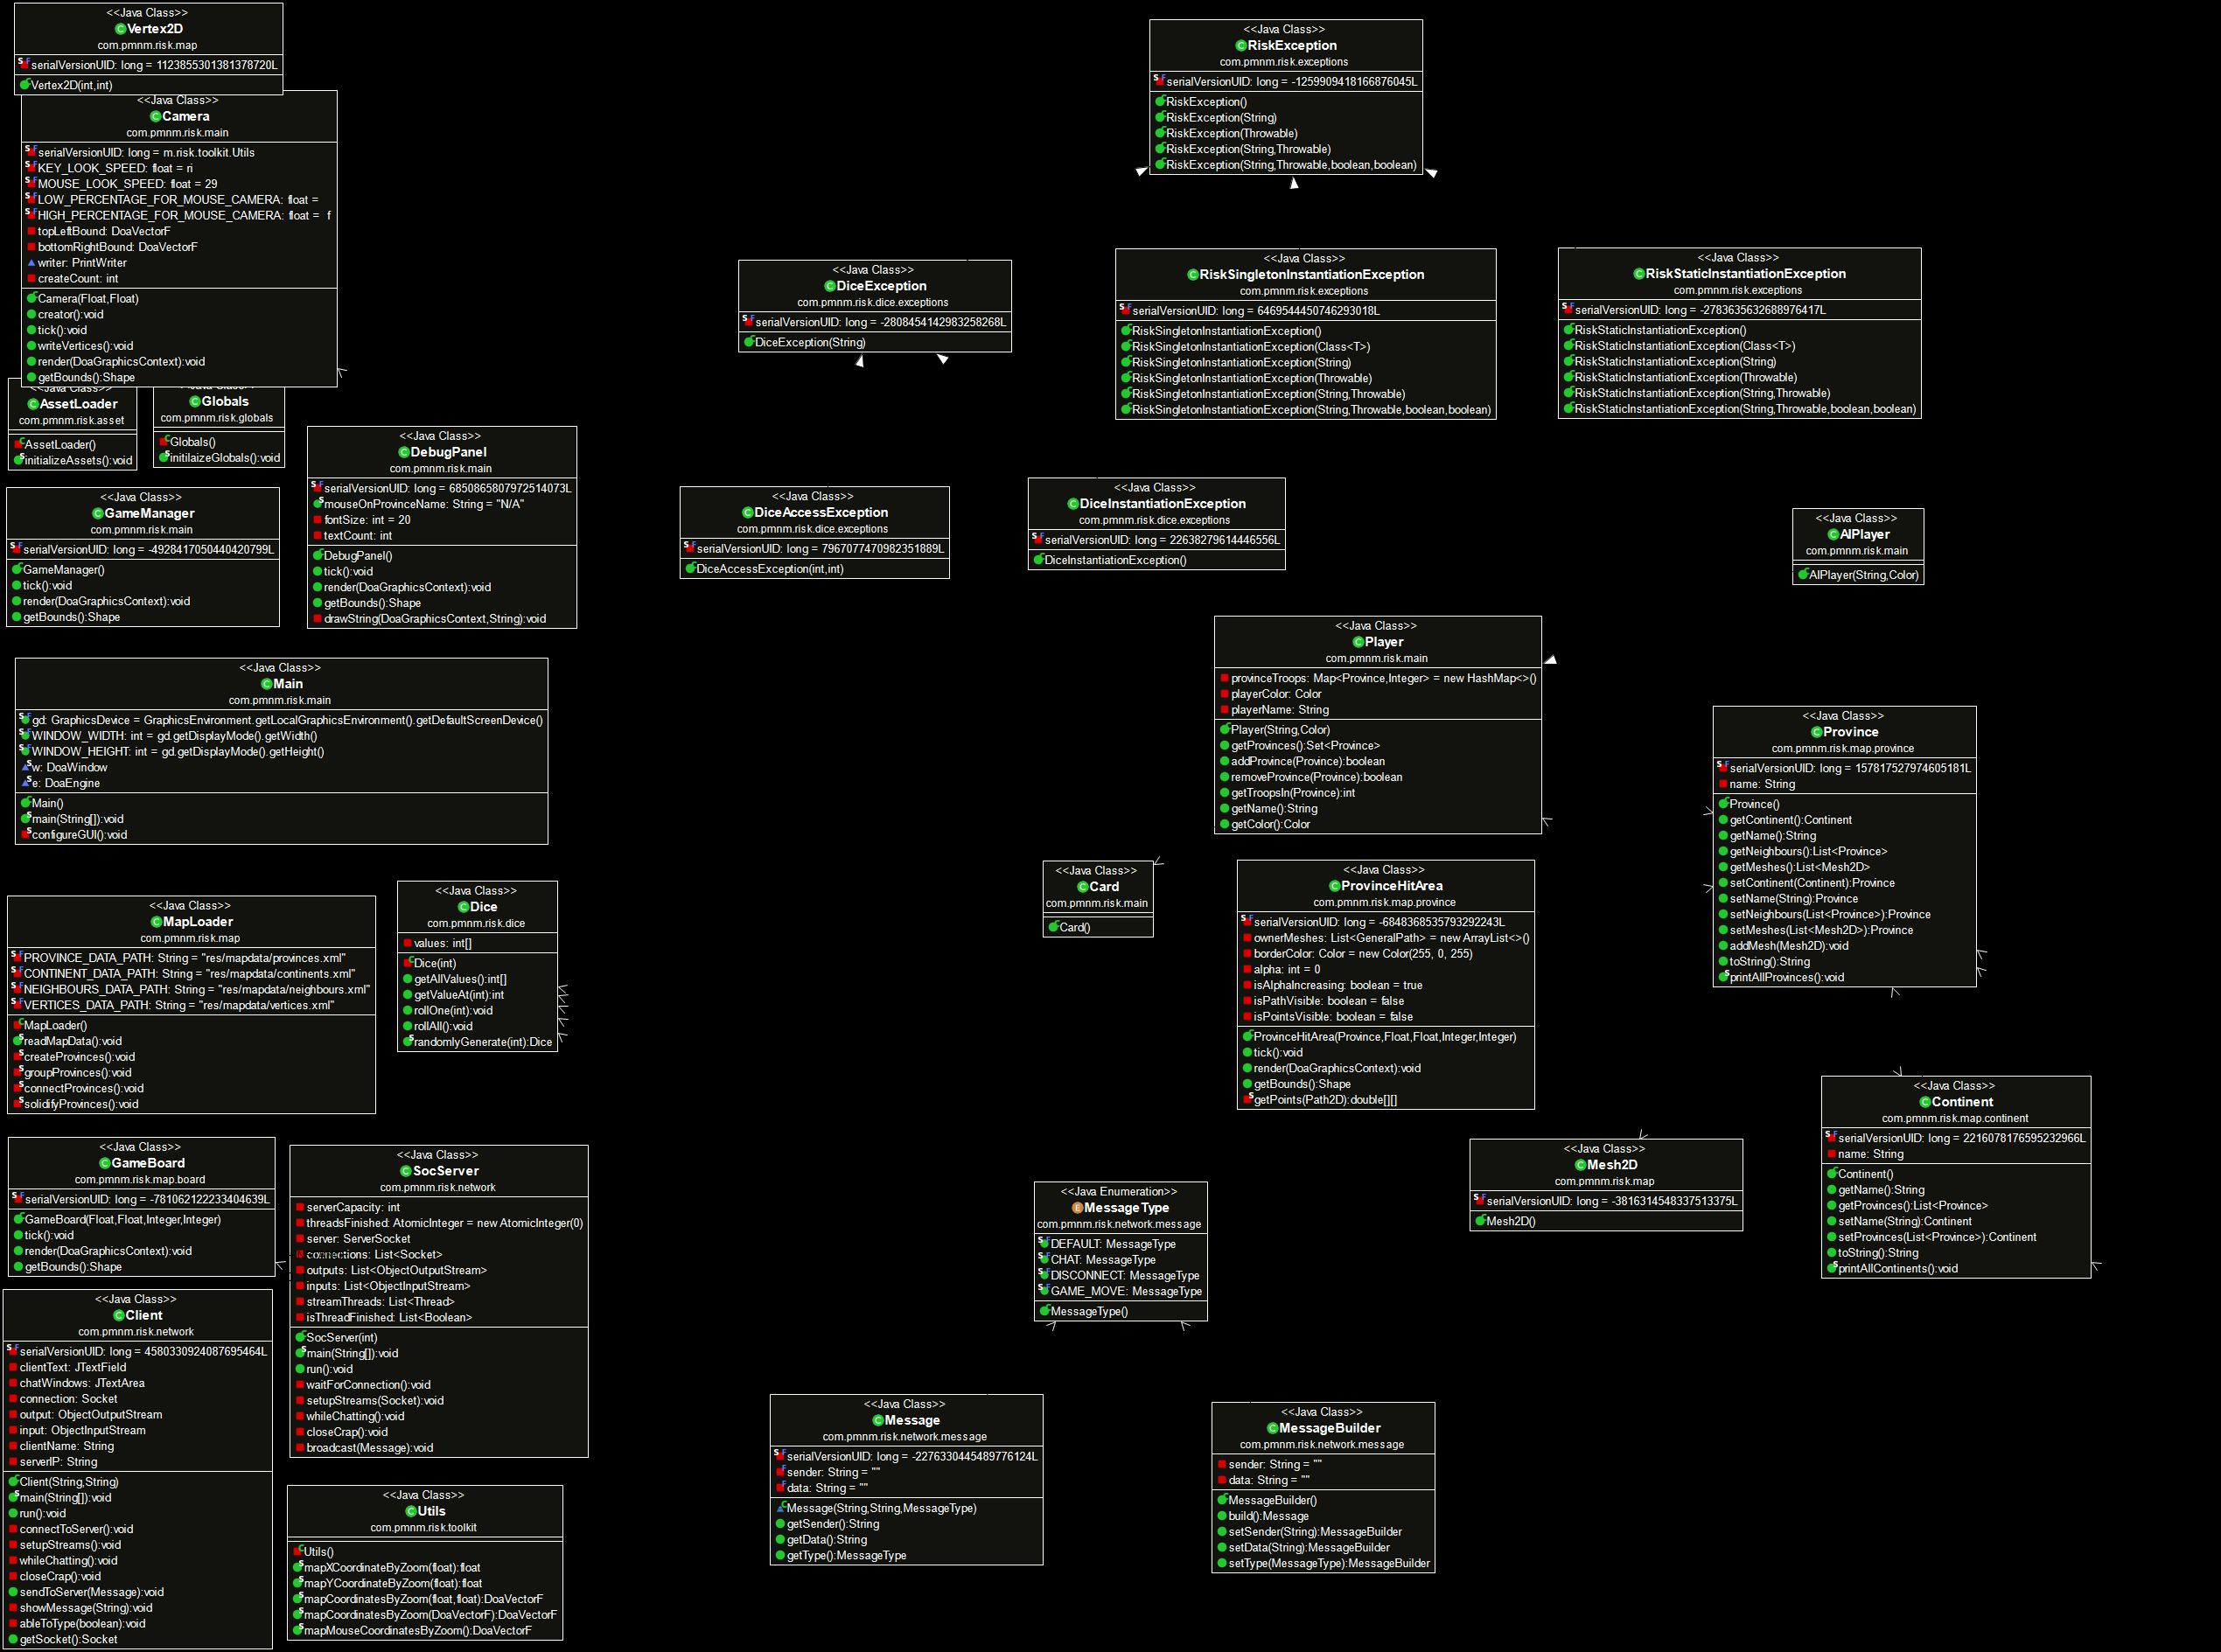 <<Java Class>>
Vertex2D
com.pmnm.risk.map
serialVersionUID: long = 1123855301381378720L
Vertex2D(int,int)
<<Java Class>>
Camera
com.pmnm.risk.main
serialVersionUID: long = m.risk.toolkit.Utils
KEY_LOOK_SPEED: float = ri
MOUSE_LOOK_SPEED: float = 29
LOW_PERCENTAGE_FOR_MOUSE_CAMERA: float =
HIGH_PERCENTAGE_FOR_MOUSE_CAMERA: float = f
topLeftBound: DoaVectorF
bottomRightBound: DoaVectorF
writer: PrintWriter
createCount: int
Camera(Float,Float)
creator():void
tick():void
writeVertices():void
render(DoaGraphicsContext):void
getBounds():Shape
<<Java Class>>
AssetLoader
com.pmnm.risk.asset
AssetLoader()
initializeAssets():void
<<Java Class>>
Globals
com.pmnm.risk.globals
Globals()
initilaizeGlobals():void
<<Java Class>>
DebugPanel
com.pmnm.risk.main
serialVersionUID: long = 6850865807972514073L
mouseOnProvinceName: String = "N/A"
fontSize: int = 20
textCount: int
DebugPanel()
tick():void
render(DoaGraphicsContext):void
getBounds():Shape
drawString(DoaGraphicsContext,String):void
<<Java Class>>
GameManager
com.pmnm.risk.main
serialVersionUID: long = -4928417050440420799L
GameManager()
tick():void
render(DoaGraphicsContext):void
getBounds():Shape
<<Java Class>>
Main
com.pmnm.risk.main
gd: GraphicsDevice = GraphicsEnvironment.getLocalGraphicsEnvironment().getDefaultScreenDevice()
WINDOW_WIDTH: int = gd.getDisplayMode().getWidth()
WINDOW_HEIGHT: int = gd.getDisplayMode().getHeight()
w: DoaWindow
e: DoaEngine
Main()
main(String[]):void
configureGUI():void
<<Java Class>>
MapLoader
com.pmnm.risk.map
PROVINCE_DATA_PATH: String = "res/mapdata/provinces.xml"
CONTINENT_DATA_PATH: String = "res/mapdata/continents.xml"
NEIGHBOURS_DATA_PATH: String = "res/mapdata/neighbours.xml"
VERTICES_DATA_PATH: String = "res/mapdata/vertices.xml"
MapLoader()
readMapData():void
createProvinces():void
groupProvinces():void
connectProvinces():void
solidifyProvinces():void
<<Java Class>>
Dice
com.pmnm.risk.dice
values: int[]
Dice(int)
getAllValues():int[]
getValueAt(int):int
rollOne(int):void
rollAll():void
randomlyGenerate(int):Dice
<<Java Class>>
GameBoard
com.pmnm.risk.map.board
serialVersionUID: long = -781062122233404639L
GameBoard(Float,Float,Integer,Integer)
tick():void
render(DoaGraphicsContext):void
getBounds():Shape
<<Java Class>>
SocServer
com.pmnm.risk.network
serverCapacity: int
threadsFinished: AtomicInteger = new AtomicInteger(0)
server: ServerSocket
connections: List<Socket>
outputs: List<ObjectOutputStream>
inputs: List<ObjectInputStream>
streamThreads: List<Thread>
isThreadFinished: List<Boolean>
SocServer(int)
main(String[]):void
run():void
waitForConnection():void
setupStreams(Socket):void
whileChatting():void
closeCrap():void
broadcast(Message):void
<<Java Class>>
Client
com.pmnm.risk.network
serialVersionUID: long = 4580330924087695464L
clientText: JTextField
chatWindows: JTextArea
connection: Socket
output: ObjectOutputStream
input: ObjectInputStream
clientName: String
serverIP: String
Client(String,String)
main(String[]):void
run():void
connectToServer():void
setupStreams():void
whileChatting():void
closeCrap():void
sendToServer(Message):void
showMessage(String):void
ableToType(boolean):void
getSocket():Socket
<<Java Class>>
Utils
com.pmnm.risk.toolkit
Utils()
mapXCoordinateByZoom(float):float
mapYCoordinateByZoom(float):float
mapCoordinatesByZoom(float,float):DoaVectorF
mapCoordinatesByZoom(DoaVectorF):DoaVectorF
mapMouseCoordinatesByZoom():DoaVectorF
<<Java Class>>
RiskException
com.pmnm.risk.exceptions
serialVersionUID: long = -1259909418166876045L
RiskException()
RiskException(String)
RiskException(Throwable)
RiskException(String,Throwable)
RiskException(String,Throwable,boolean,boolean)
<<Java Class>>
DiceException
com.pmnm.risk.dice.exceptions
serialVersionUID: long = -2808454142983258268L
DiceException(String)
<<Java Class>>
RiskSingletonInstantiationException
com.pmnm.risk.exceptions
serialVersionUID: long = 6469544450746293018L
RiskSingletonInstantiationException()
RiskSingletonInstantiationException(Class<T>)
RiskSingletonInstantiationException(String)
RiskSingletonInstantiationException(Throwable)
RiskSingletonInstantiationException(String,Throwable)
RiskSingletonInstantiationException(String,Throwable,boolean,boolean)
<<Java Class>>
RiskStaticInstantiationException
com.pmnm.risk.exceptions
serialVersionUID: long = -2783635632688976417L
RiskStaticInstantiationException()
RiskStaticInstantiationException(Class<T>)
RiskStaticInstantiationException(String)
RiskStaticInstantiationException(Throwable)
RiskStaticInstantiationException(String,Throwable)
RiskStaticInstantiationException(String,Throwable,boolean,boolean)
<<Java Class>>
DiceAccessException
com.pmnm.risk.dice.exceptions
serialVersionUID: long = 7967077470982351889L
DiceAccessException(int,int)
<<Java Class>>
DiceInstantiationException
com.pmnm.risk.dice.exceptions
serialVersionUID: long = 22638279614446556L
DiceInstantiationException()
<<Java Class>>
AIPlayer
com.pmnm.risk.main
AIPlayer(String,Color)
<<Java Class>>
Player
com.pmnm.risk.main
provinceTroops: Map<Province,Integer> = new HashMap<>()
playerColor: Color
playerName: String
Player(String,Color)
getProvinces():Set<Province>
addProvince(Province):boolean
removeProvince(Province):boolean
getTroopsIn(Province):int
getName():String
getColor():Color
<<Java Class>>
Province
com.pmnm.risk.map.province
serialVersionUID: long = 157817527974605181L
name: String
Province()
getContinent():Continent
getName():String
getNeighbours():List<Province>
getMeshes():List<Mesh2D>
setContinent(Continent):Province
setName(String):Province
setNeighbours(List<Province>):Province
setMeshes(List<Mesh2D>):Province
addMesh(Mesh2D):void
toString():String
printAllProvinces():void
<<Java Class>>
Card
com.pmnm.risk.main
Card()
<<Java Class>>
ProvinceHitArea
com.pmnm.risk.map.province
serialVersionUID: long = -6848368535793292243L
ownerMeshes: List<GeneralPath> = new ArrayList<>()
borderColor: Color = new Color(255, 0, 255)
alpha: int = 0
isAlphaIncreasing: boolean = true
isPathVisible: boolean = false
isPointsVisible: boolean = false
ProvinceHitArea(Province,Float,Float,Integer,Integer)
tick():void
render(DoaGraphicsContext):void
getBounds():Shape
getPoints(Path2D):double[][]
<<Java Class>>
Continent
com.pmnm.risk.map.continent
serialVersionUID: long = 2216078176595232966L
name: String
Continent()
getName():String
getProvinces():List<Province>
setName(String):Continent
setProvinces(List<Province>):Continent
toString():String
printAllContinents():void
<<Java Class>>
Mesh2D
com.pmnm.risk.map
serialVersionUID: long = -3816314548337513375L
Mesh2D()
<<Java Enumeration>>
MessageType
com.pmnm.risk.network.message
DEFAULT: MessageType
CHAT: MessageType
DISCONNECT: MessageType
GAME_MOVE: MessageType
MessageType()
<<Java Class>>
Message
com.pmnm.risk.network.message
serialVersionUID: long = -2276330445489776124L
sender: String = ""
data: String = ""
Message(String,String,MessageType)
getSender():String
getData():String
getType():MessageType
<<Java Class>>
MessageBuilder
com.pmnm.risk.network.message
sender: String = ""
data: String = ""
MessageBuilder()
build():Message
setSender(String):MessageBuilder
setData(String):MessageBuilder
setType(MessageType):MessageBuilder